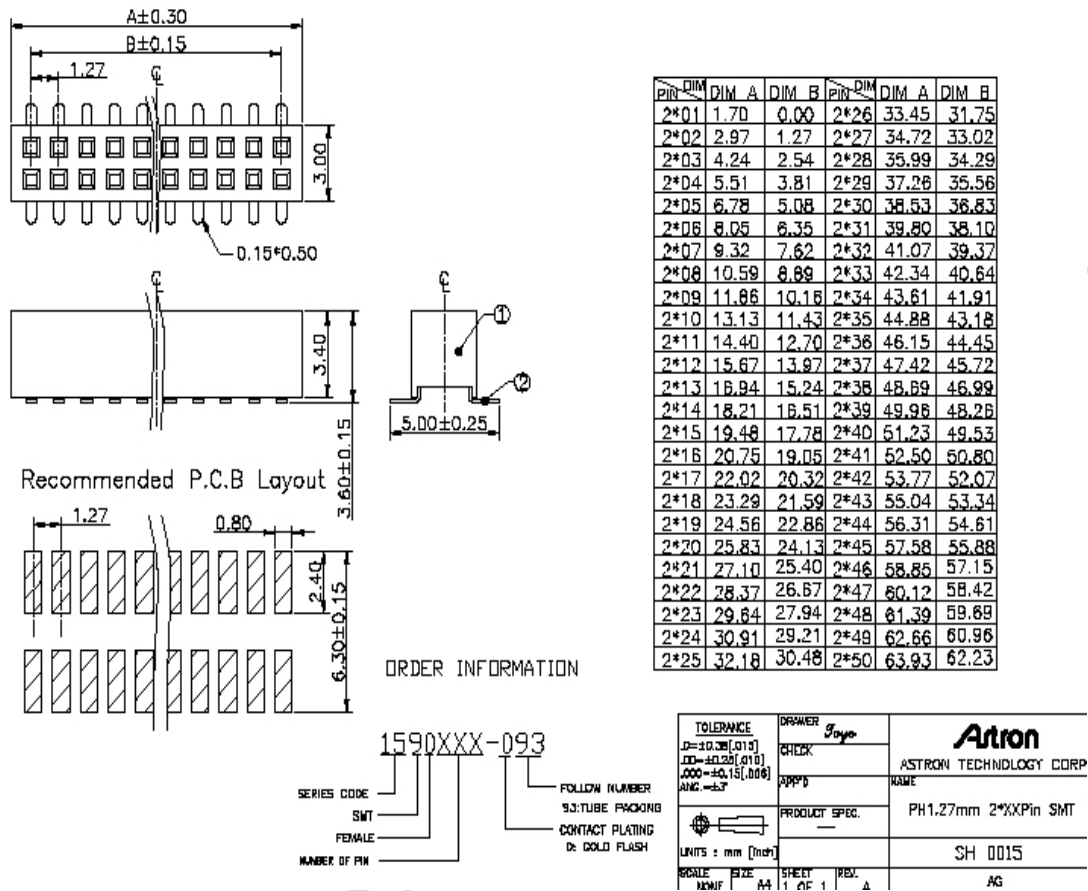 A±0.30
B±0.15
1.27
℄
3.00
0.15*0.50
℄
℄
①
②
3.40
3.60±0.15
5.00±0.25
Recommended P.C.B Layout
1.27
0.80
2.40
6.30±0.15
PIN DIM DIM A DIM B PIN DIM DIM A DIM B
2*01 1.70 0.00 2*26 33.45 31.75
2*02 2.97 1.27 2*27 34.72 33.02
2*03 4.24 2.54 2*28 35.99 34.29
2*04 5.51 3.81 2*29 37.26 35.56
2*05 6.78 5.08 2*30 38.53 36.83
2*06 8.05 6.35 2*31 39.80 38.10
2*07 9.32 7.62 2*32 41.07 39.37
2*08 10.59 8.89 2*33 42.34 40.64
2*09 11.86 10.16 2*34 43.61 41.91
2*10 13.13 11.43 2*35 44.88 43.18
2*11 14.40 12.70 2*36 46.15 44.45
2*12 15.67 13.97 2*37 47.42 45.72
2*13 16.94 15.24 2*38 48.69 46.99
2*14 18.21 16.51 2*39 49.96 48.26
2*15 19.48 17.78 2*40 51.23 49.53
2*16 20.75 19.05 2*41 52.50 50.80
2*17 22.02 20.32 2*42 53.77 52.07
2*18 23.29 21.59 2*43 55.04 53.34
2*19 24.56 22.86 2*44 56.31 54.61
2*20 25.83 24.13 2*45 57.58 55.88
2*21 27.10 25.40 2*46 58.85 57.15
2*22 28.37 26.67 2*47 60.12 58.42
2*23 29.64 27.94 2*48 61.39 59.69
2*24 30.91 29.21 2*49 62.66 60.96
2*25 32.18 30.48 2*50 63.93 62.23
ORDER INFORMATION
1590XXX-093
SERIES CODE
SMT
FEMALE
NUMBER OF PIN
FOLLOW NUMBER
93:TUBE PACKING
CONTACT PLATING
0: GOLD FLASH
TOLERANCE
.0=±0.38[.015]
.00=±0.25[.010]
.000=±0.15[.006]
ANG.=±3°
UNITS : mm [inch]
SCALE NONE
SIZE A4
SHEET 1 OF 1
REV. A
DRAWER
CHECK
APP'D
PRODUCT SPEC.
—
Astron
ASTRON TECHNOLOGY CORP
NAME
PH1.27mm 2*XXPin SMT
SH 0015
AG